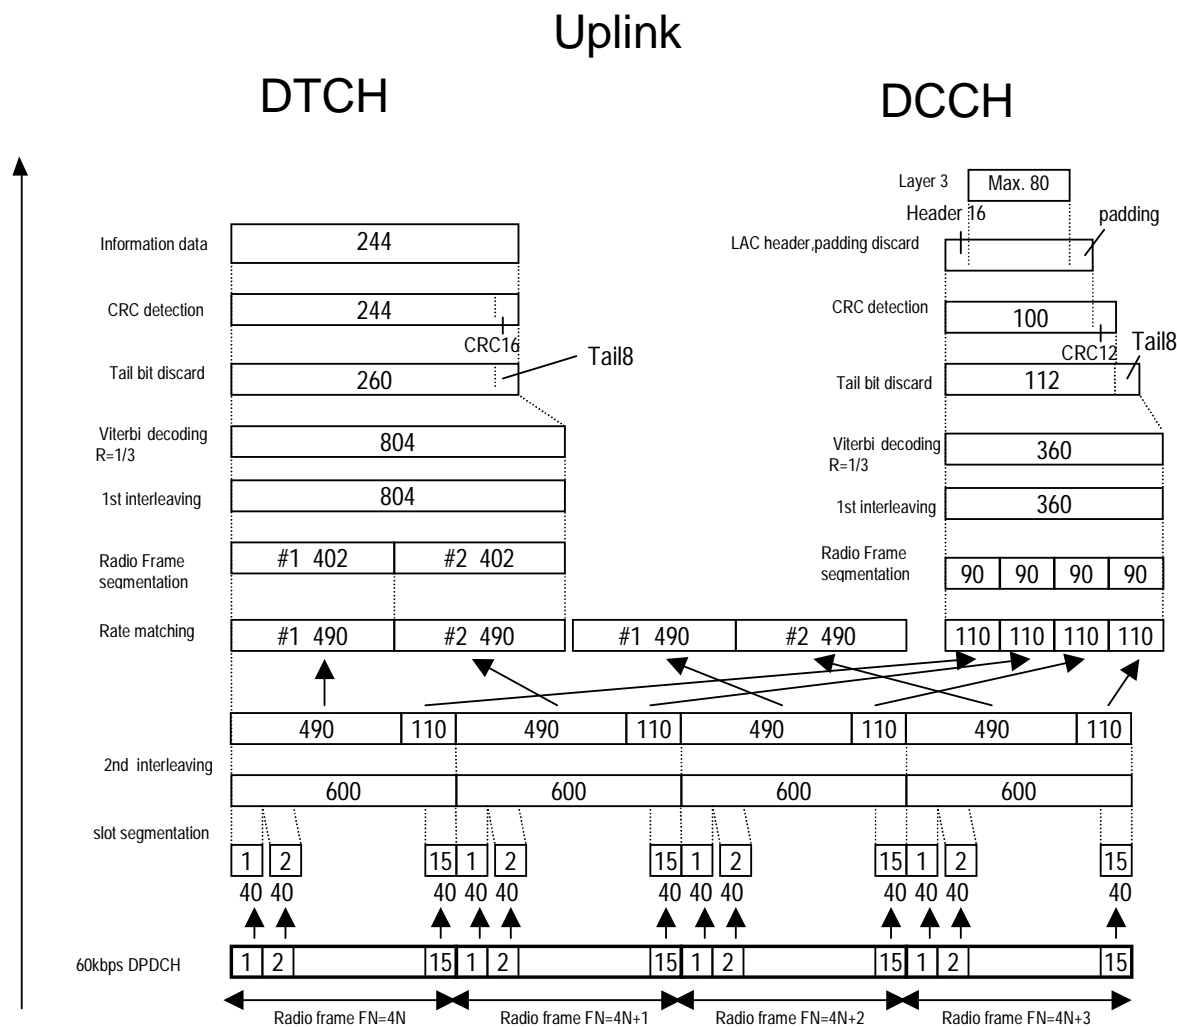 Uplink
DTCH
DCCH
Layer 3
Max. 80
Header 16
padding
Information data
244
LAC header,padding discard
CRC detection
244
CRC16
CRC detection
100
CRC12
Tail8
Tail8
Tail bit discard
260
Tail bit discard
112
Viterbi decoding
R=1/3
804
Viterbi decoding
R=1/3
360
1st interleaving
804
1st interleaving
360
Radio Frame
segmentation
#1 402
#2 402
Radio Frame
segmentation
90 90 90 90
Rate matching
#1 490
#2 490
#1 490
#2 490
110 110 110 110
490 110 490 110 490 110 490 110
2nd interleaving
600 600 600 600
slot segmentation
1 2 15 1 2 15 1 2 15 1 2 15
40 40 40 40 40 40 40 40 40 40 40 40
60kbps DPDCH
1 2 15 1 2 15 1 2 15 1 2 15
Radio frame FN=4N
Radio frame FN=4N+1
Radio frame FN=4N+2
Radio frame FN=4N+3